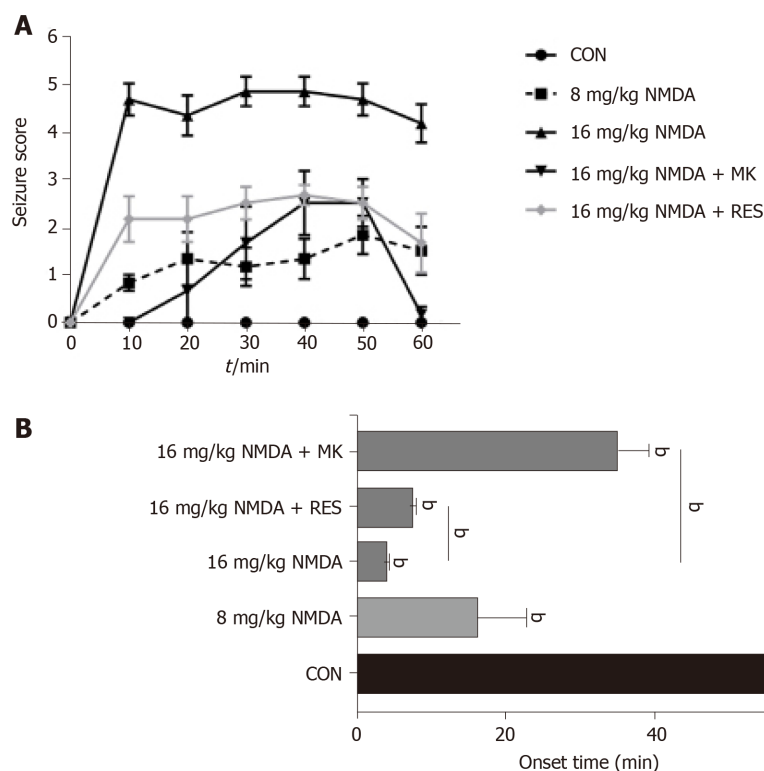 A
6
5
4
3
2
1
0
Seizure score
0 10 20 30 40 50 60
t/min
CON
8 mg/kg NMDA
16 mg/kg NMDA
16 mg/kg NMDA + MK
16 mg/kg NMDA + RES
B
16 mg/kg NMDA + MK
b
b
16 mg/kg NMDA + RES
b
b
16 mg/kg NMDA
b
8 mg/kg NMDA
b
CON
0 20 40
Onset time (min)